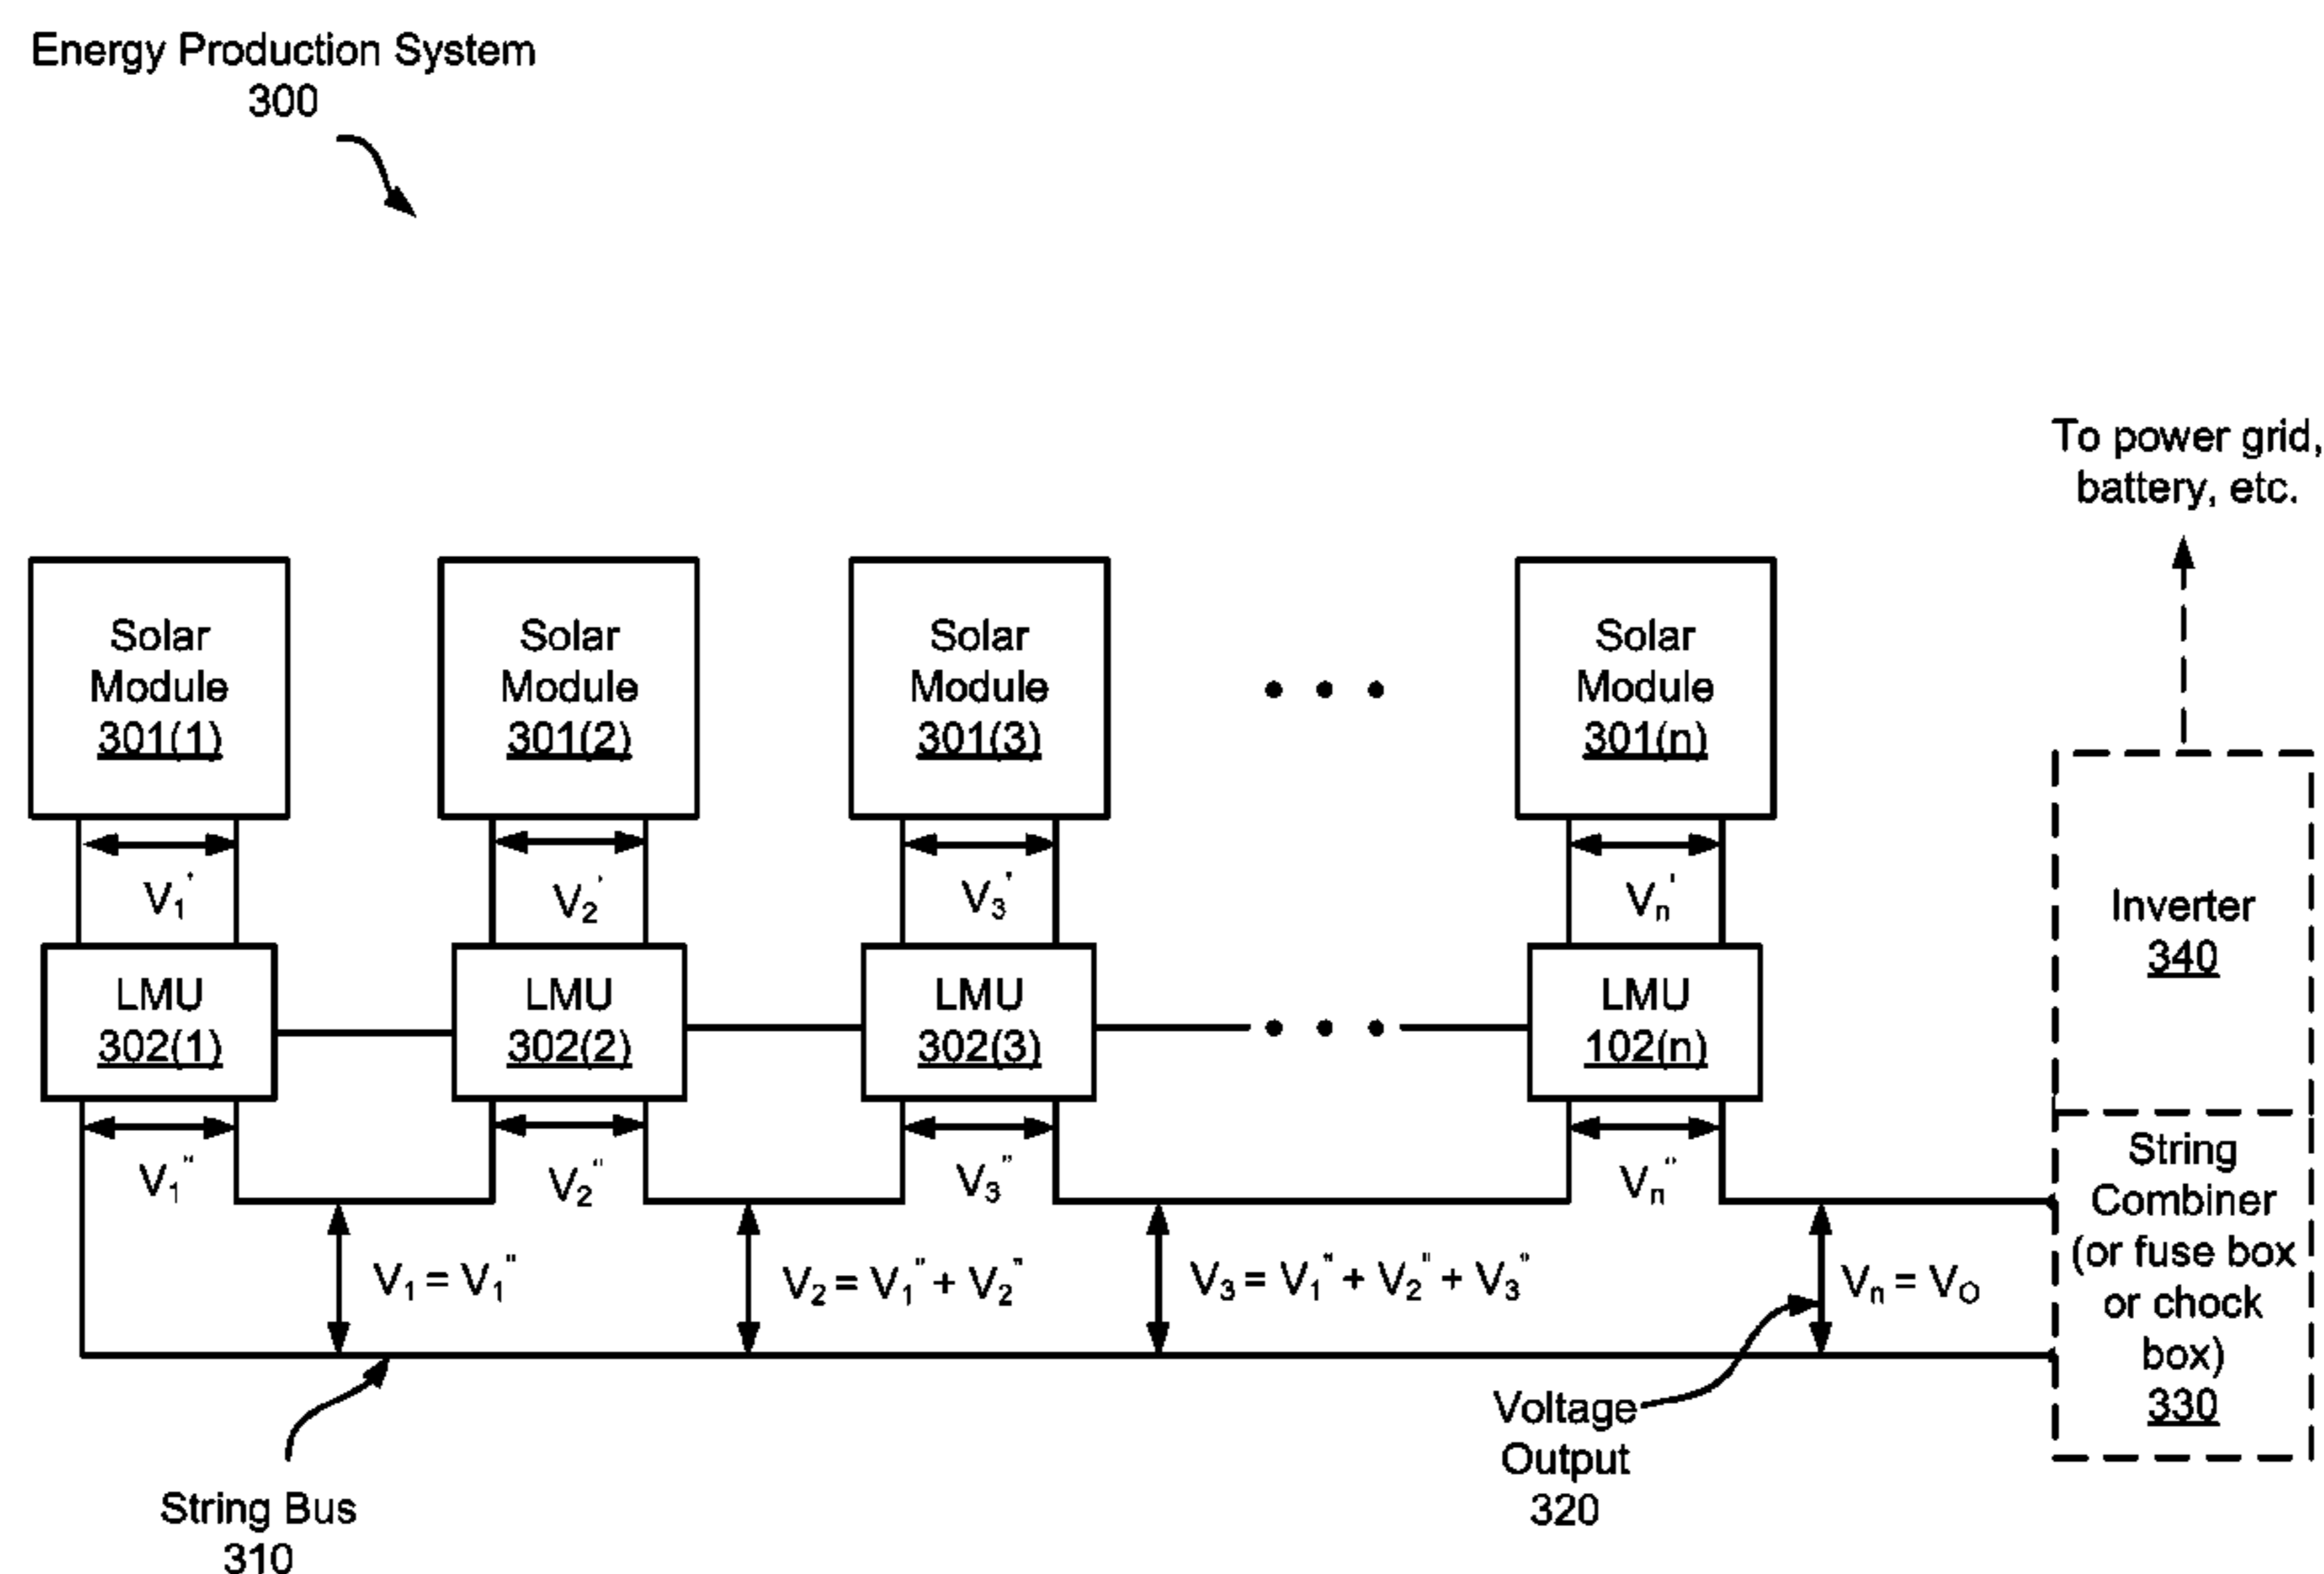 Energy Production System
300
To power grid,
battery, etc.
Solar
Module
301(1)
Solar
Module
301(2)
Solar
Module
301(3)
• • •
Solar
Module
301(n)
V₁'
V₂'
V₃'
Vₙ'
Inverter
340
LMU
302(1)
LMU
302(2)
LMU
302(3)
• • •
LMU
102(n)
V₁"
V₂"
V₃"
Vₙ"
String
Combiner
(or fuse box
or chock
box)
330
V₁ = V₁"
V₂ = V₁" + V₂"
V₃ = V₁" + V₂" + V₃"
Vₙ = V_O
Voltage
Output
320
String Bus
310